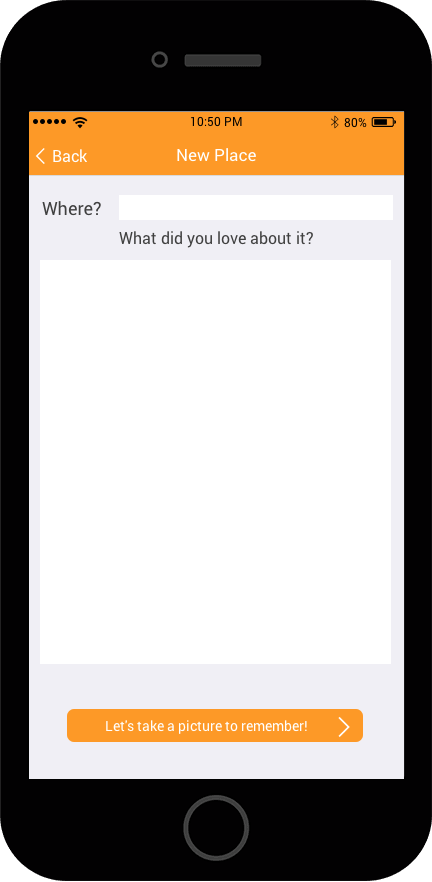 10:50 PM 80%
Back New Place
Where?
What did you love about it?
Let's take a picture to remember!